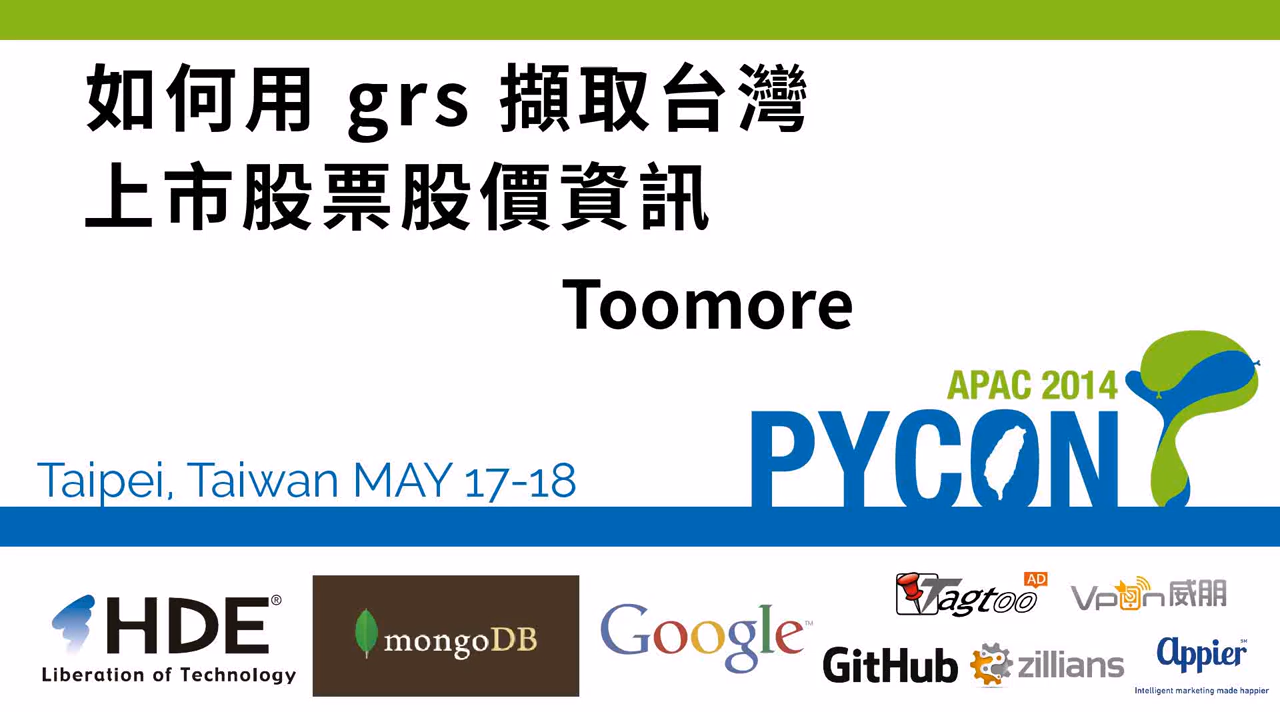 如何用 grs 擷取台灣
上市股票股價資訊
Toomore
APAC 2014
PYCON
Taipei, Taiwan MAY 17-18
HDE®
Liberation of Technology
mongoDB
Google™
Tagtoo AD
Vpon威朋
GitHub
zillians
Appier℠
Intelligent marketing made happier